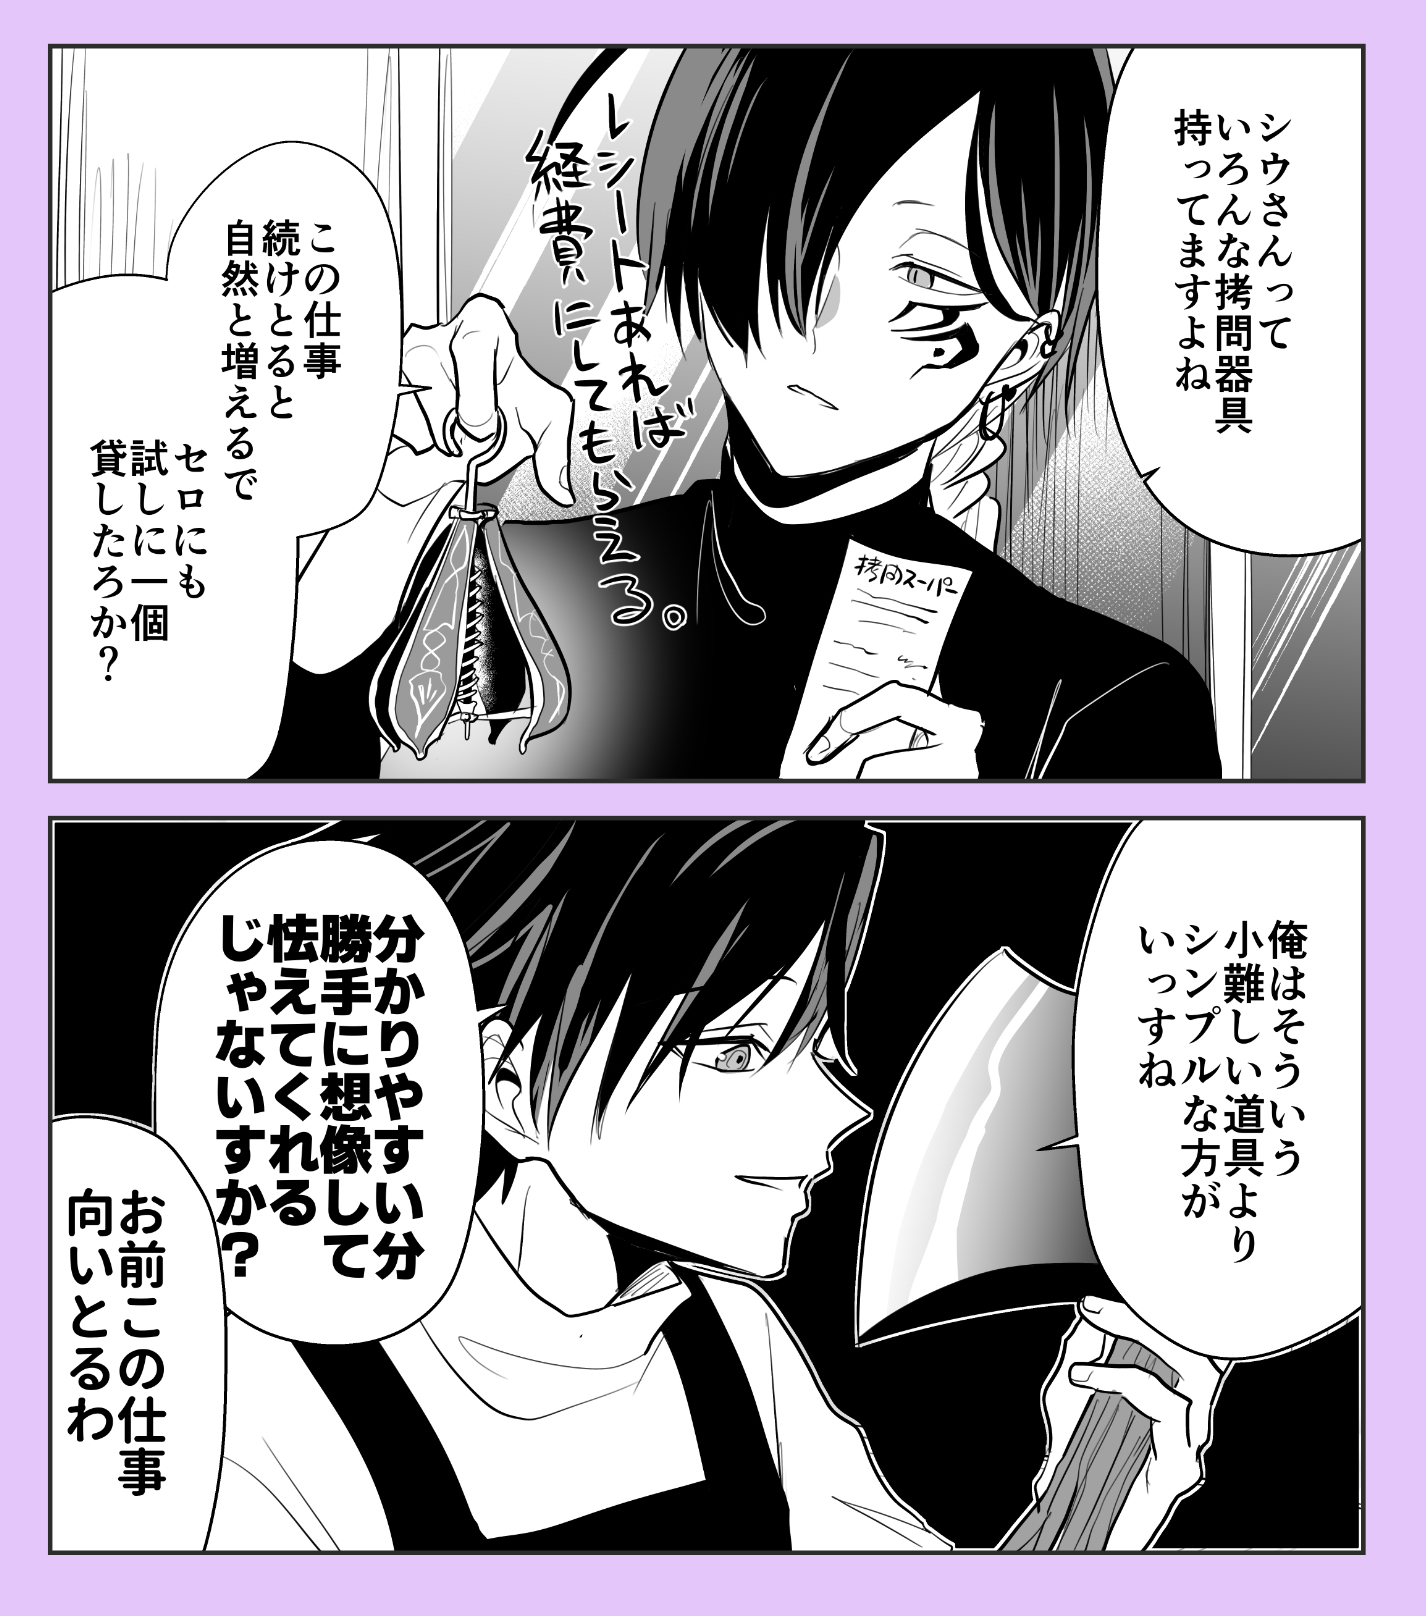 シウさんって
いろんな拷問器具
持ってますよね
レシートあれば
経費にしてもらえる。
拷問スーパー
この仕事
続けとると
自然と増えるで
セロにも
試しに一個
貸したろか?
俺はそういう
小難しい道具より
シンプルな方が
いっすね
分かりやすい分
勝手に想像して
怯えてくれる
じゃないすか?
お前この仕事
向いとるわ